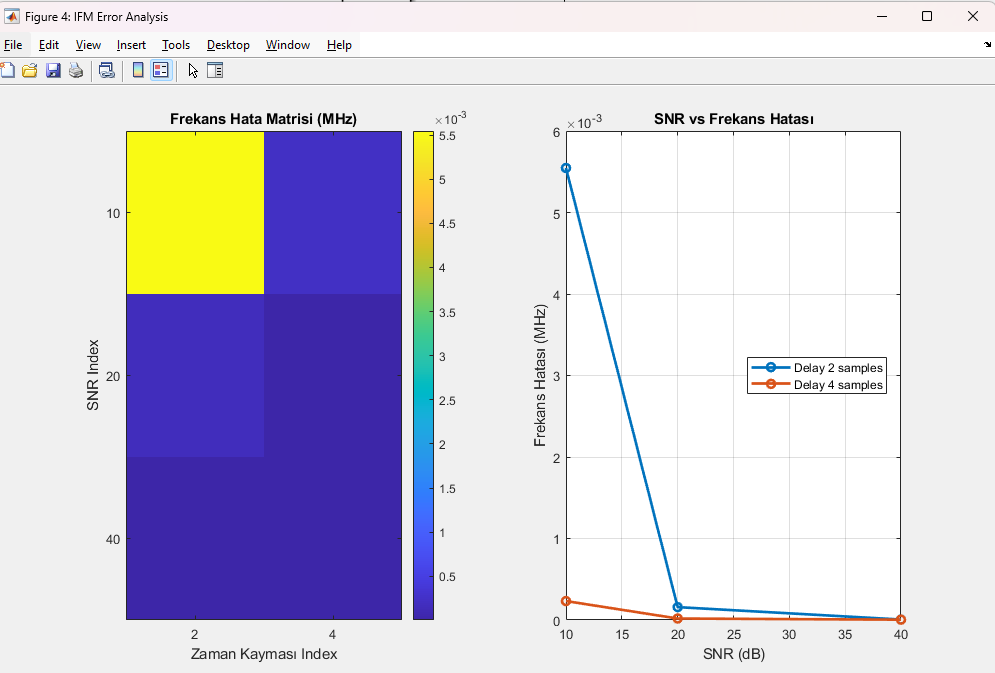 Figure 4: IFM Error Analysis
File Edit View Insert Tools Desktop Window Help
Frekans Hata Matrisi (MHz)
×10⁻³
10
20
40
SNR Index
2 4
Zaman Kayması Index
5.5
5
4.5
4
3.5
3
2.5
2
1.5
1
0.5
SNR vs Frekans Hatası
×10⁻³
6
5
4
3
2
1
0
Frekans Hatası (MHz)
Delay 2 samples
Delay 4 samples
10 15 20 25 30 35 40
SNR (dB)